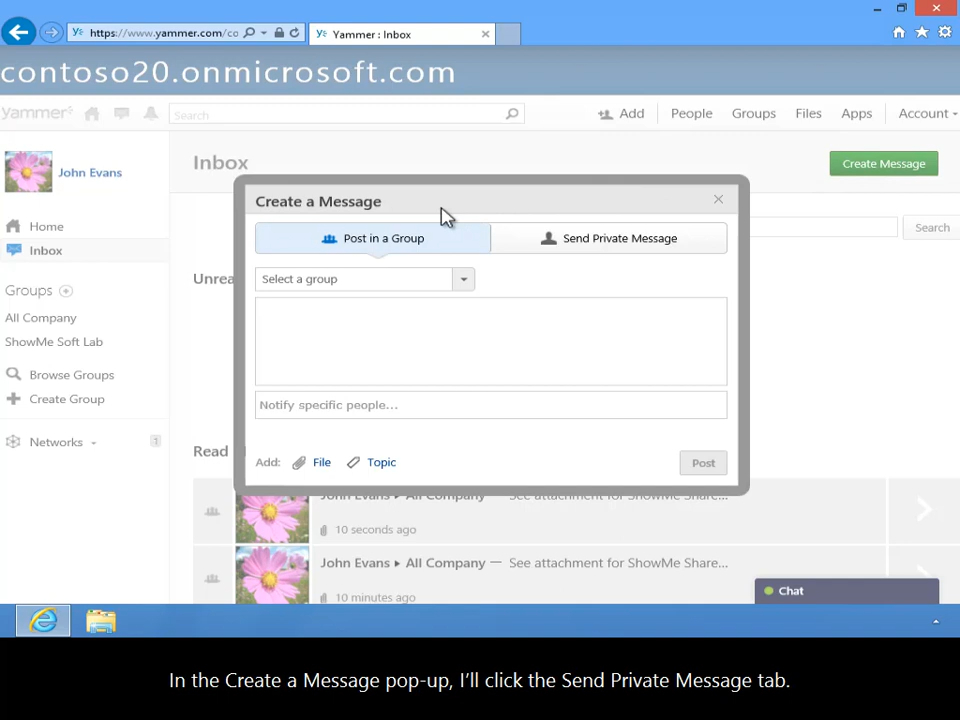 https://www.yammer.com/co
Yammer : Inbox
contoso20.onmicrosoft.com
yammer
Search
Add
People
Groups
Files
Apps
Account
John Evans
Inbox
Create Message
Create a Message
Post in a Group
Send Private Message
Home
Inbox
Search
Unrea
Select a group
Groups
All Company
ShowMe Soft Lab
Browse Groups
Create Group
Notify specific people...
Networks
1
Read
Add: File Topic
Post
John Evans ▸ All Company — See attachment for ShowMe Share...
10 seconds ago
John Evans ▸ All Company — See attachment for ShowMe Share...
10 minutes ago
Chat
In the Create a Message pop-up, I’ll click the Send Private Message tab.